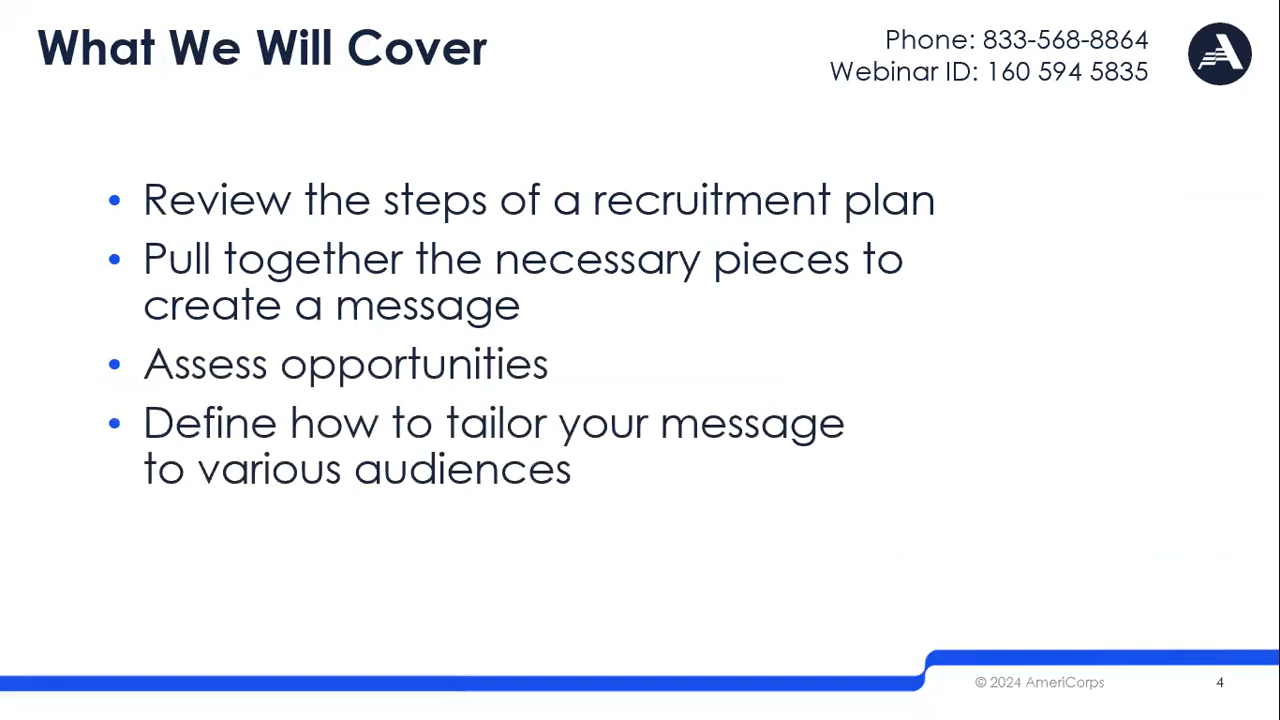 What We Will Cover
Phone: 833-568-8864
Webinar ID: 160 594 5835
• Review the steps of a recruitment plan
• Pull together the necessary pieces to
create a message
• Assess opportunities
• Define how to tailor your message
to various audiences
© 2024 AmeriCorps
4